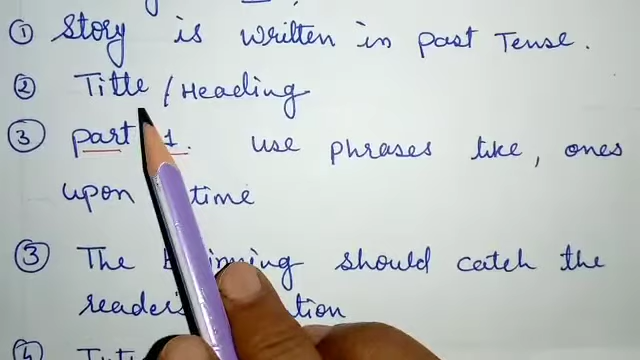 ① Story is written in past Tense.
② Title / Heading
③ part 1. use phrases like, ones
upon time
③ The should catch the
reader's